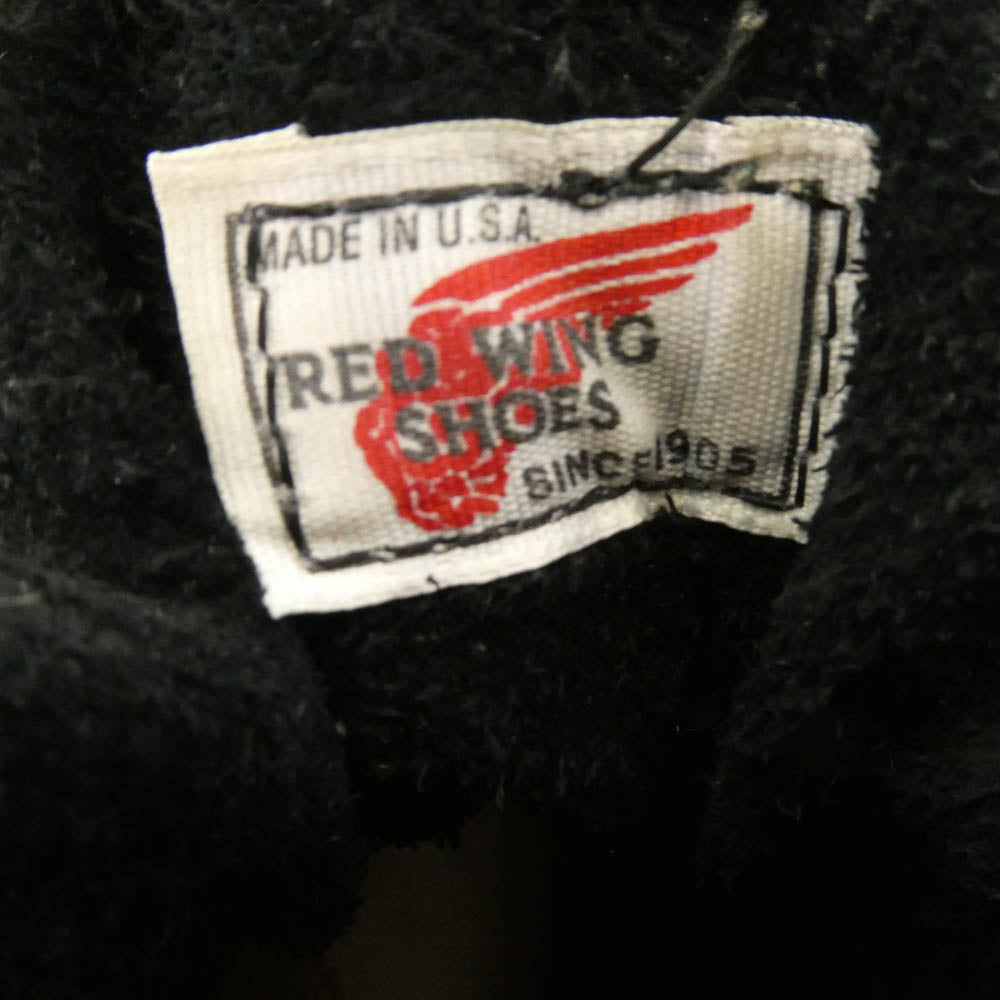 MADE IN U.S.A.
RED WING
SHOES
SINCE 1905